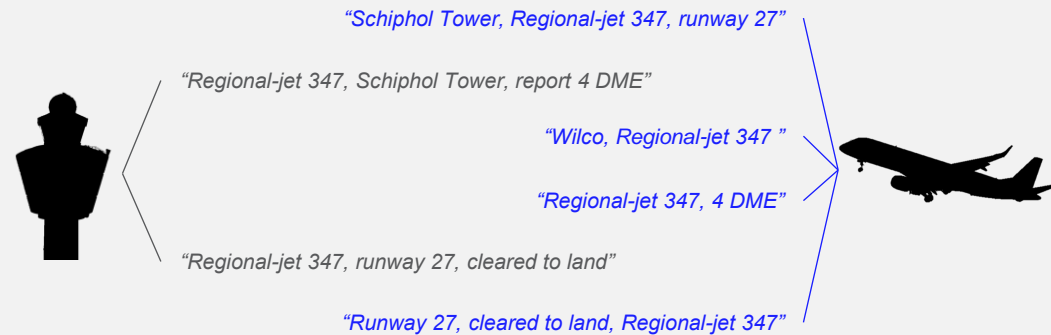 “Schiphol Tower, Regional-jet 347, runway 27”
“Regional-jet 347, Schiphol Tower, report 4 DME”
“Wilco, Regional-jet 347 ”
“Regional-jet 347, 4 DME”
“Regional-jet 347, runway 27, cleared to land”
“Runway 27, cleared to land, Regional-jet 347”